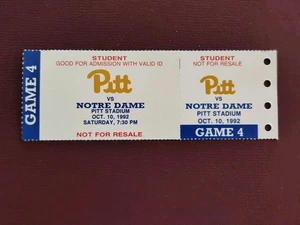 GAME 4
STUDENT
GOOD FOR ADMISSION WITH VALID ID
Pitt
VS
NOTRE DAME
PITT STADIUM
OCT. 10, 1992
SATURDAY, 7:30 PM
NOT FOR RESALE
STUDENT
NOT FOR RESALE
Pitt
VS
NOTRE DAME
PITT STADIUM
OCT. 10, 1992
GAME 4